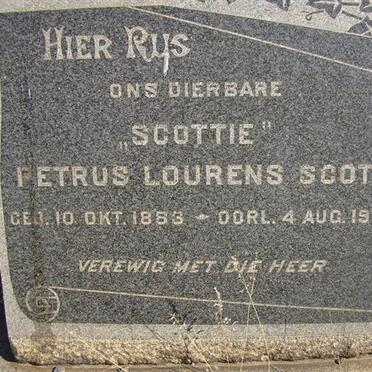 HIER RUS
ONS DIERBARE
„SCOTTIE"
PETRUS LOURENS SCOT
GEB. 10 OKT. 1853 - OORL. 4 AUG. 19
VEREWIG MET DIE HEER